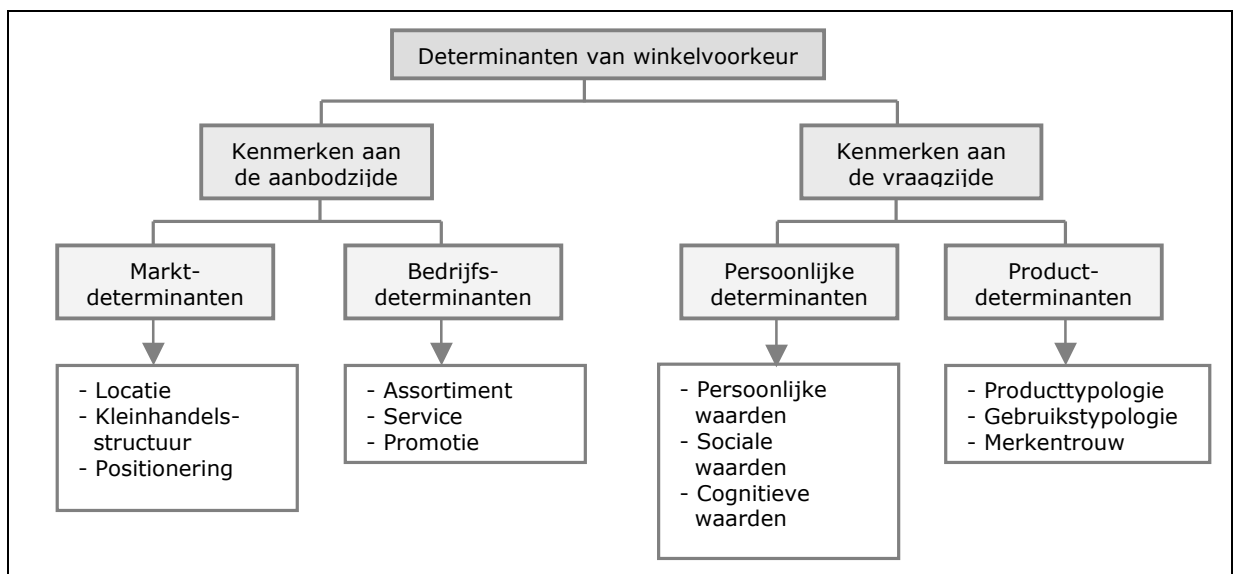 Determinanten van winkelvoorkeur
Kenmerken aan
de aanbodzijde
Kenmerken aan
de vraagzijde
Markt-
determinanten
Bedrijfs-
determinanten
Persoonlijke
determinanten
Product-
determinanten
- Locatie
- Kleinhandels-
structuur
- Positionering
- Assortiment
- Service
- Promotie
- Persoonlijke
waarden
- Sociale
waarden
- Cognitieve
waarden
- Producttypologie
- Gebruikstypologie
- Merkentrouw